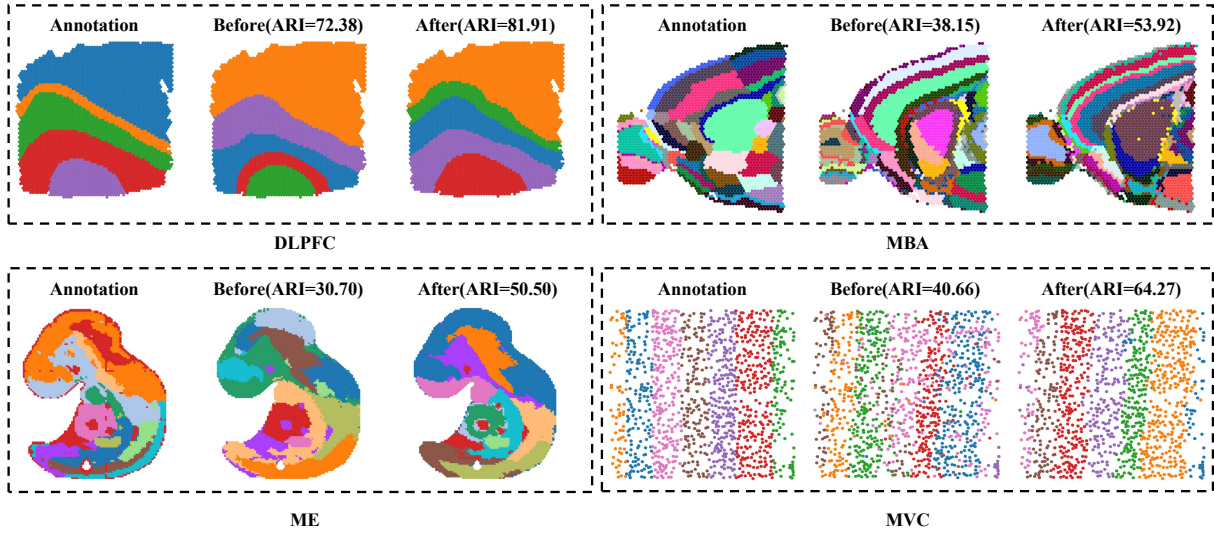 Annotation Before(ARI=72.38) After(ARI=81.91)
DLPFC
Annotation Before(ARI=38.15) After(ARI=53.92)
MBA
Annotation Before(ARI=30.70) After(ARI=50.50)
ME
Annotation Before(ARI=40.66) After(ARI=64.27)
MVC